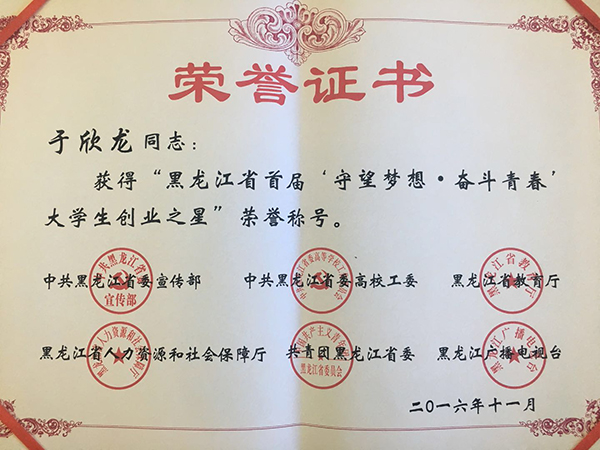 荣誉证书
于欣龙同志：
获得“黑龙江省首届‘守望梦想·奋斗青春’
大学生创业之星”荣誉称号。
中共黑龙江省委宣传部 中共黑龙江省委高校工委 黑龙江省教育厅
黑龙江省人力资源和社会保障厅 共青团黑龙江省委 黑龙江广播电视台
二〇一六年十一月